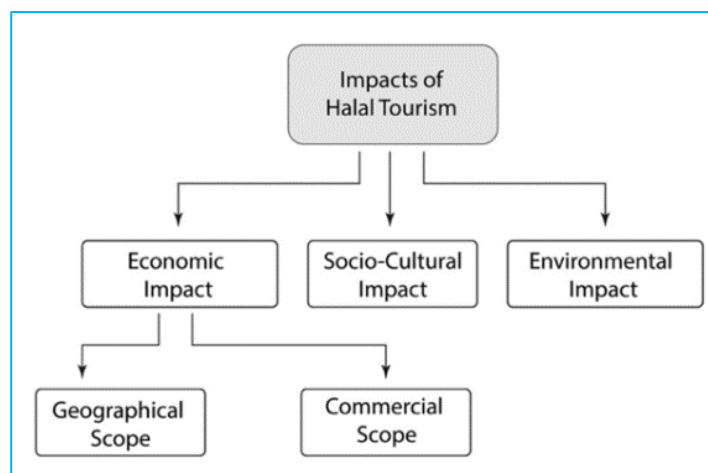 Impacts of
Halal Tourism
Economic
Impact
Socio-Cultural
Impact
Environmental
Impact
Geographical
Scope
Commercial
Scope